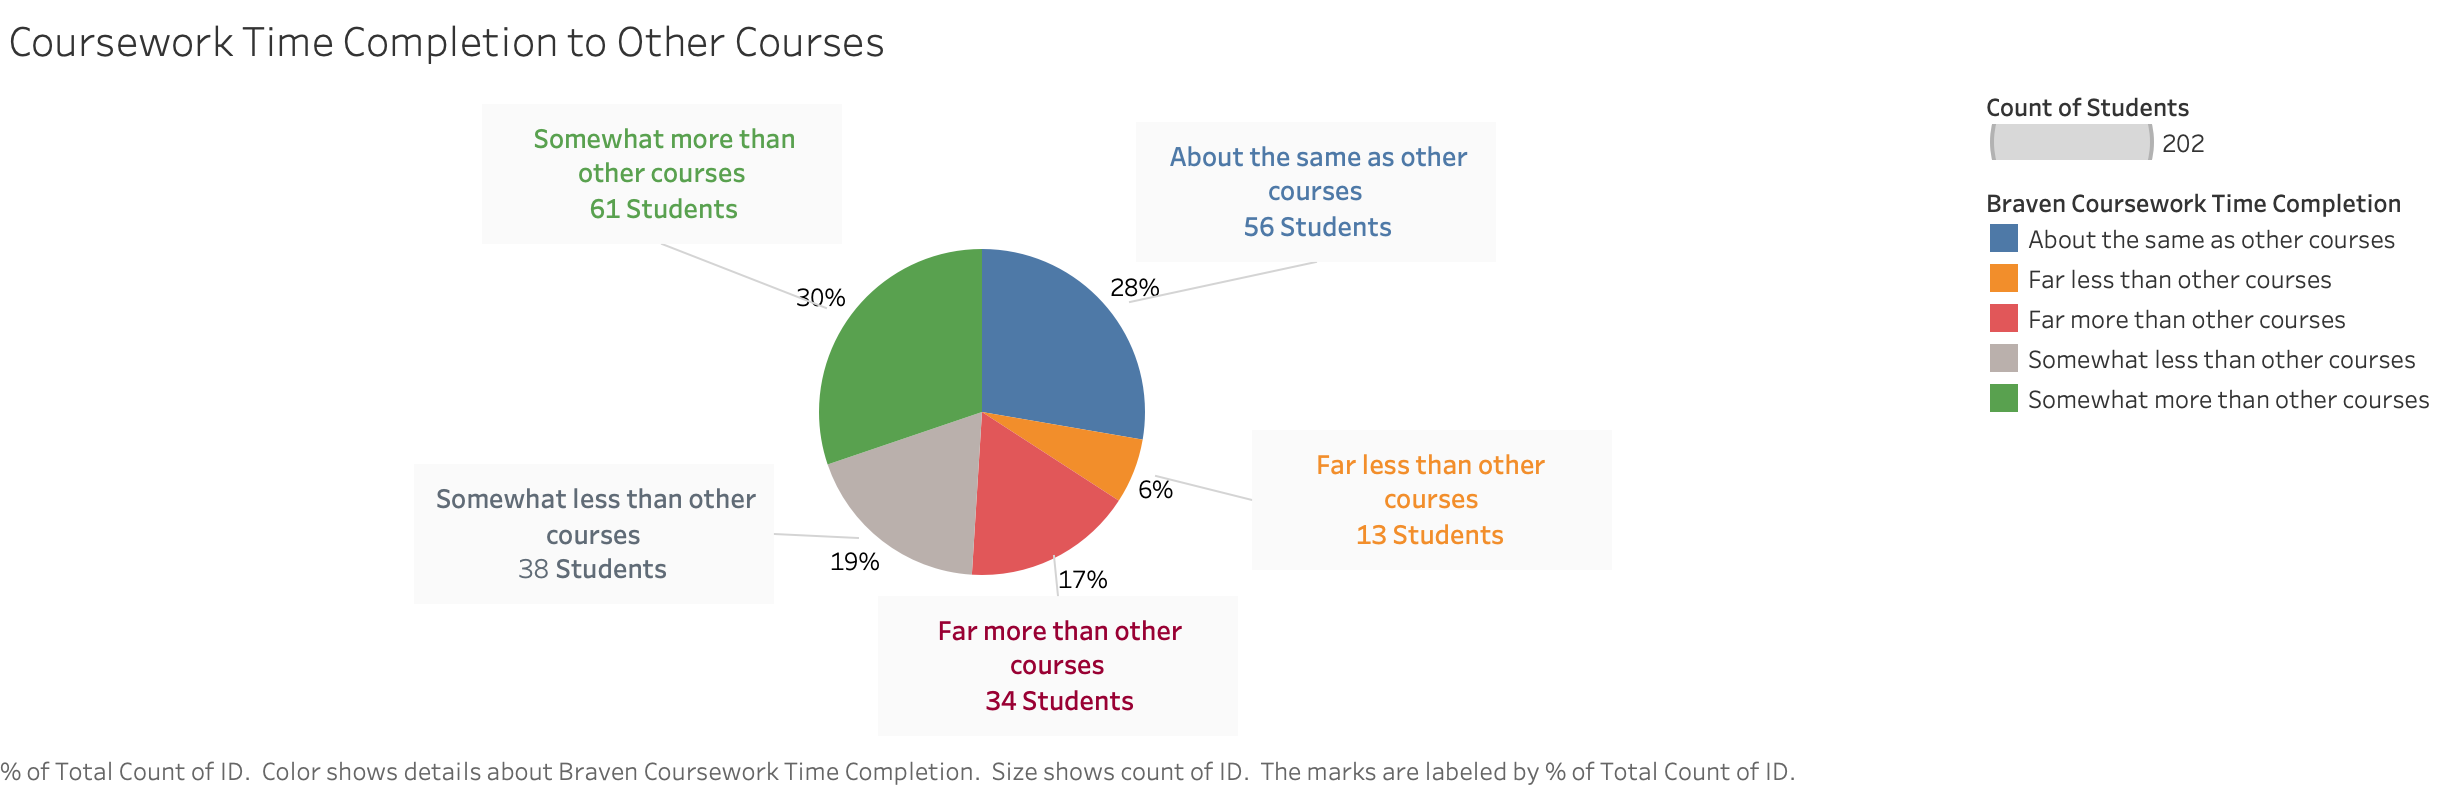 Coursework Time Completion to Other Courses
Somewhat more than
other courses
61 Students
About the same as other
courses
56 Students
30%
28%
Somewhat less than other
courses
38 Students
19%
Far less than other
courses
13 Students
6%
17%
Far more than other
courses
34 Students
Count of Students
202
Braven Coursework Time Completion
About the same as other courses
Far less than other courses
Far more than other courses
Somewhat less than other courses
Somewhat more than other courses
% of Total Count of ID.  Color shows details about Braven Coursework Time Completion.  Size shows count of ID.  The marks are labeled by % of Total Count of ID.